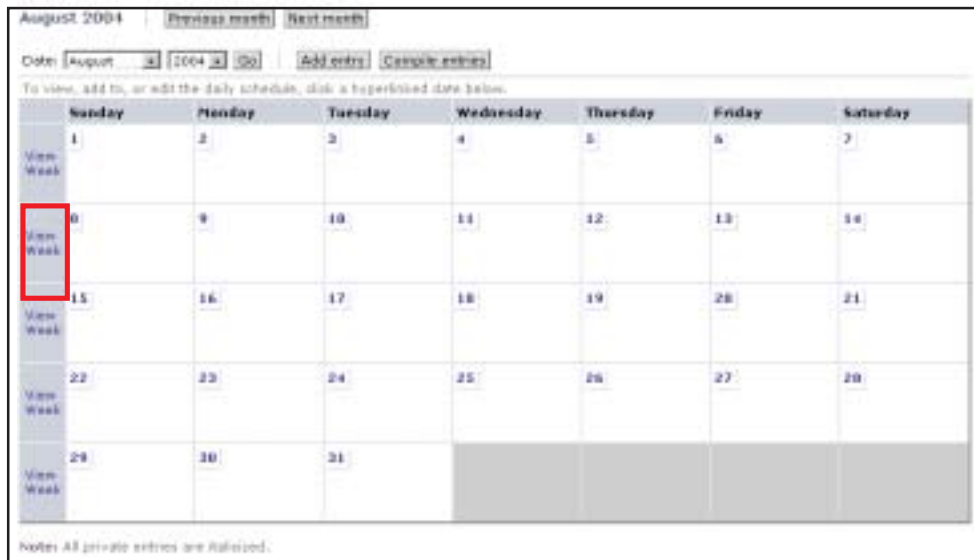 August 2004 Previous month Next month
Date: August 2004 Go Add entry Compile entries
To view, add to, or edit the daily schedule, click a hyperlinked date below.
Sunday Monday Tuesday Wednesday Thursday Friday Saturday
1 2 3 4 5 6 7
View
Week
8 9 10 11 12 13 14
View
Week
15 16 17 18 19 20 21
View
Week
22 23 24 25 26 27 28
View
Week
29 30 31
View
Week
Note: All private entries are italicized.